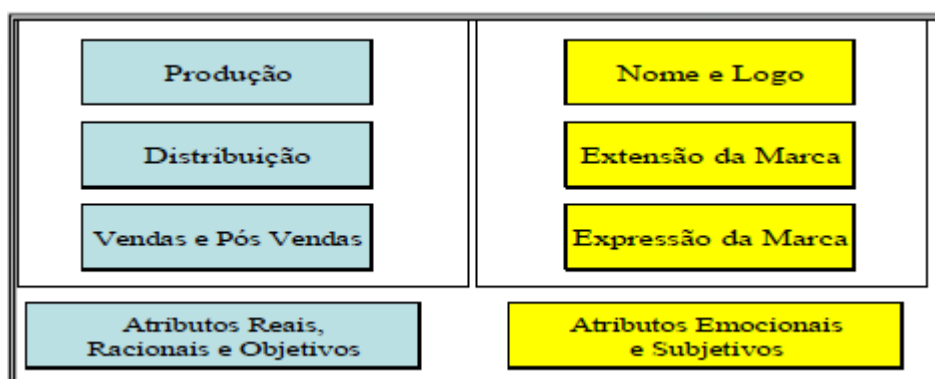 Produção
Distribuição
Vendas e Pós Vendas
Atributos Reais,
Racionais e Objetivos
Nome e Logo
Extensão da Marca
Expressão da Marca
Atributos Emocionais
e Subjetivos